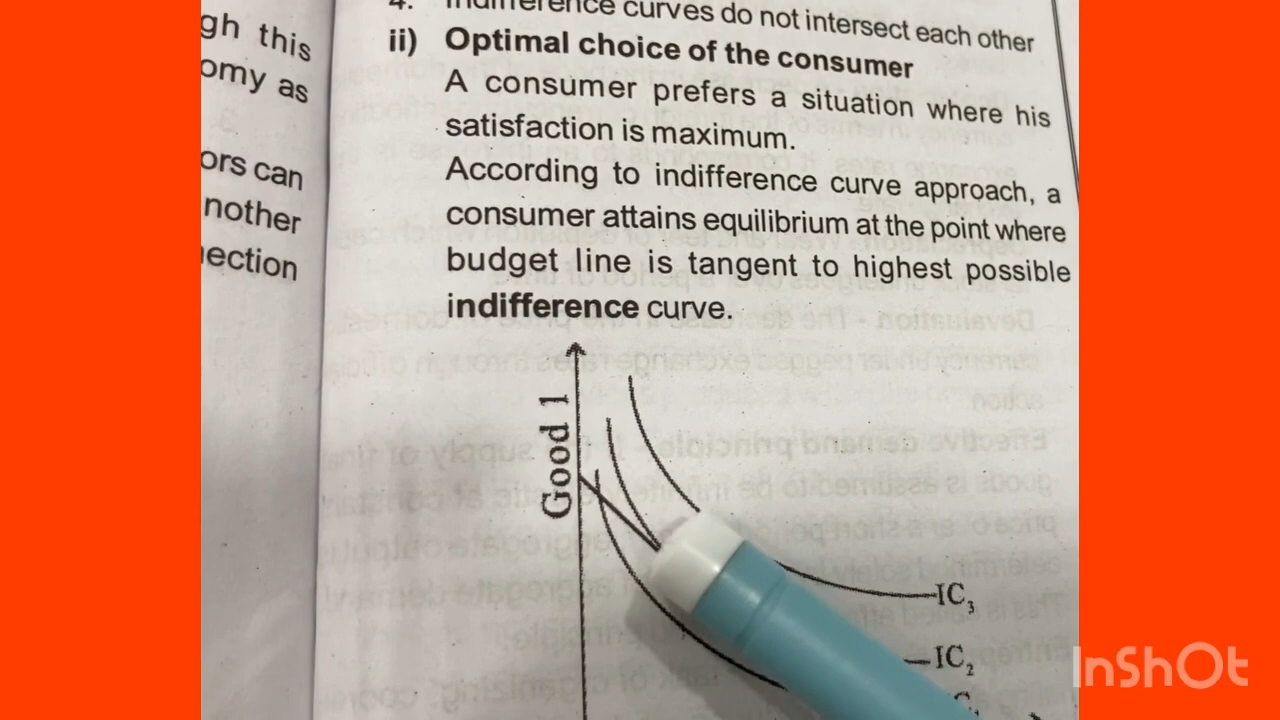 gh this
omy as
ors can
nother
nection
4. Indifference curves do not intersect each other
ii) Optimal choice of the consumer
A consumer prefers a situation where his
satisfaction is maximum.
According to indifference curve approach, a
consumer attains equilibrium at the point where
budget line is tangent to highest possible
indifference curve.
Good 1
IC3
IC2
InShOt